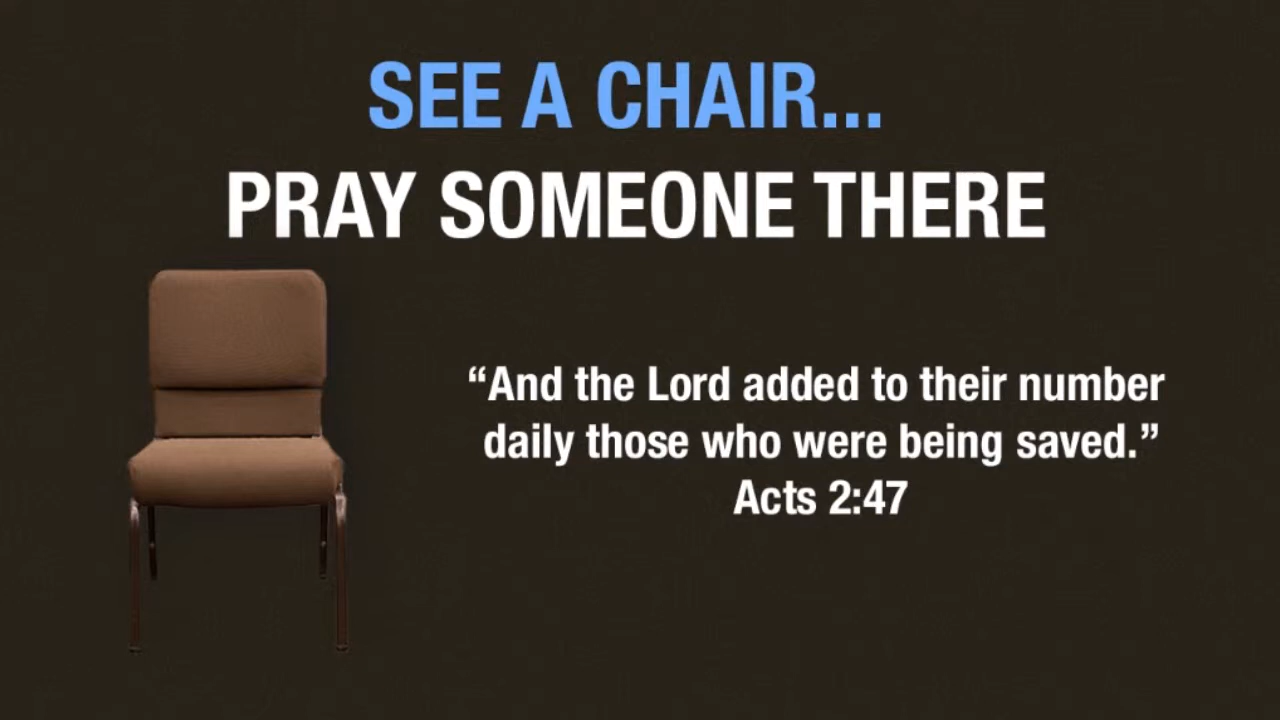 SEE A CHAIR...
PRAY SOMEONE THERE
“And the Lord added to their number
daily those who were being saved.”
Acts 2:47